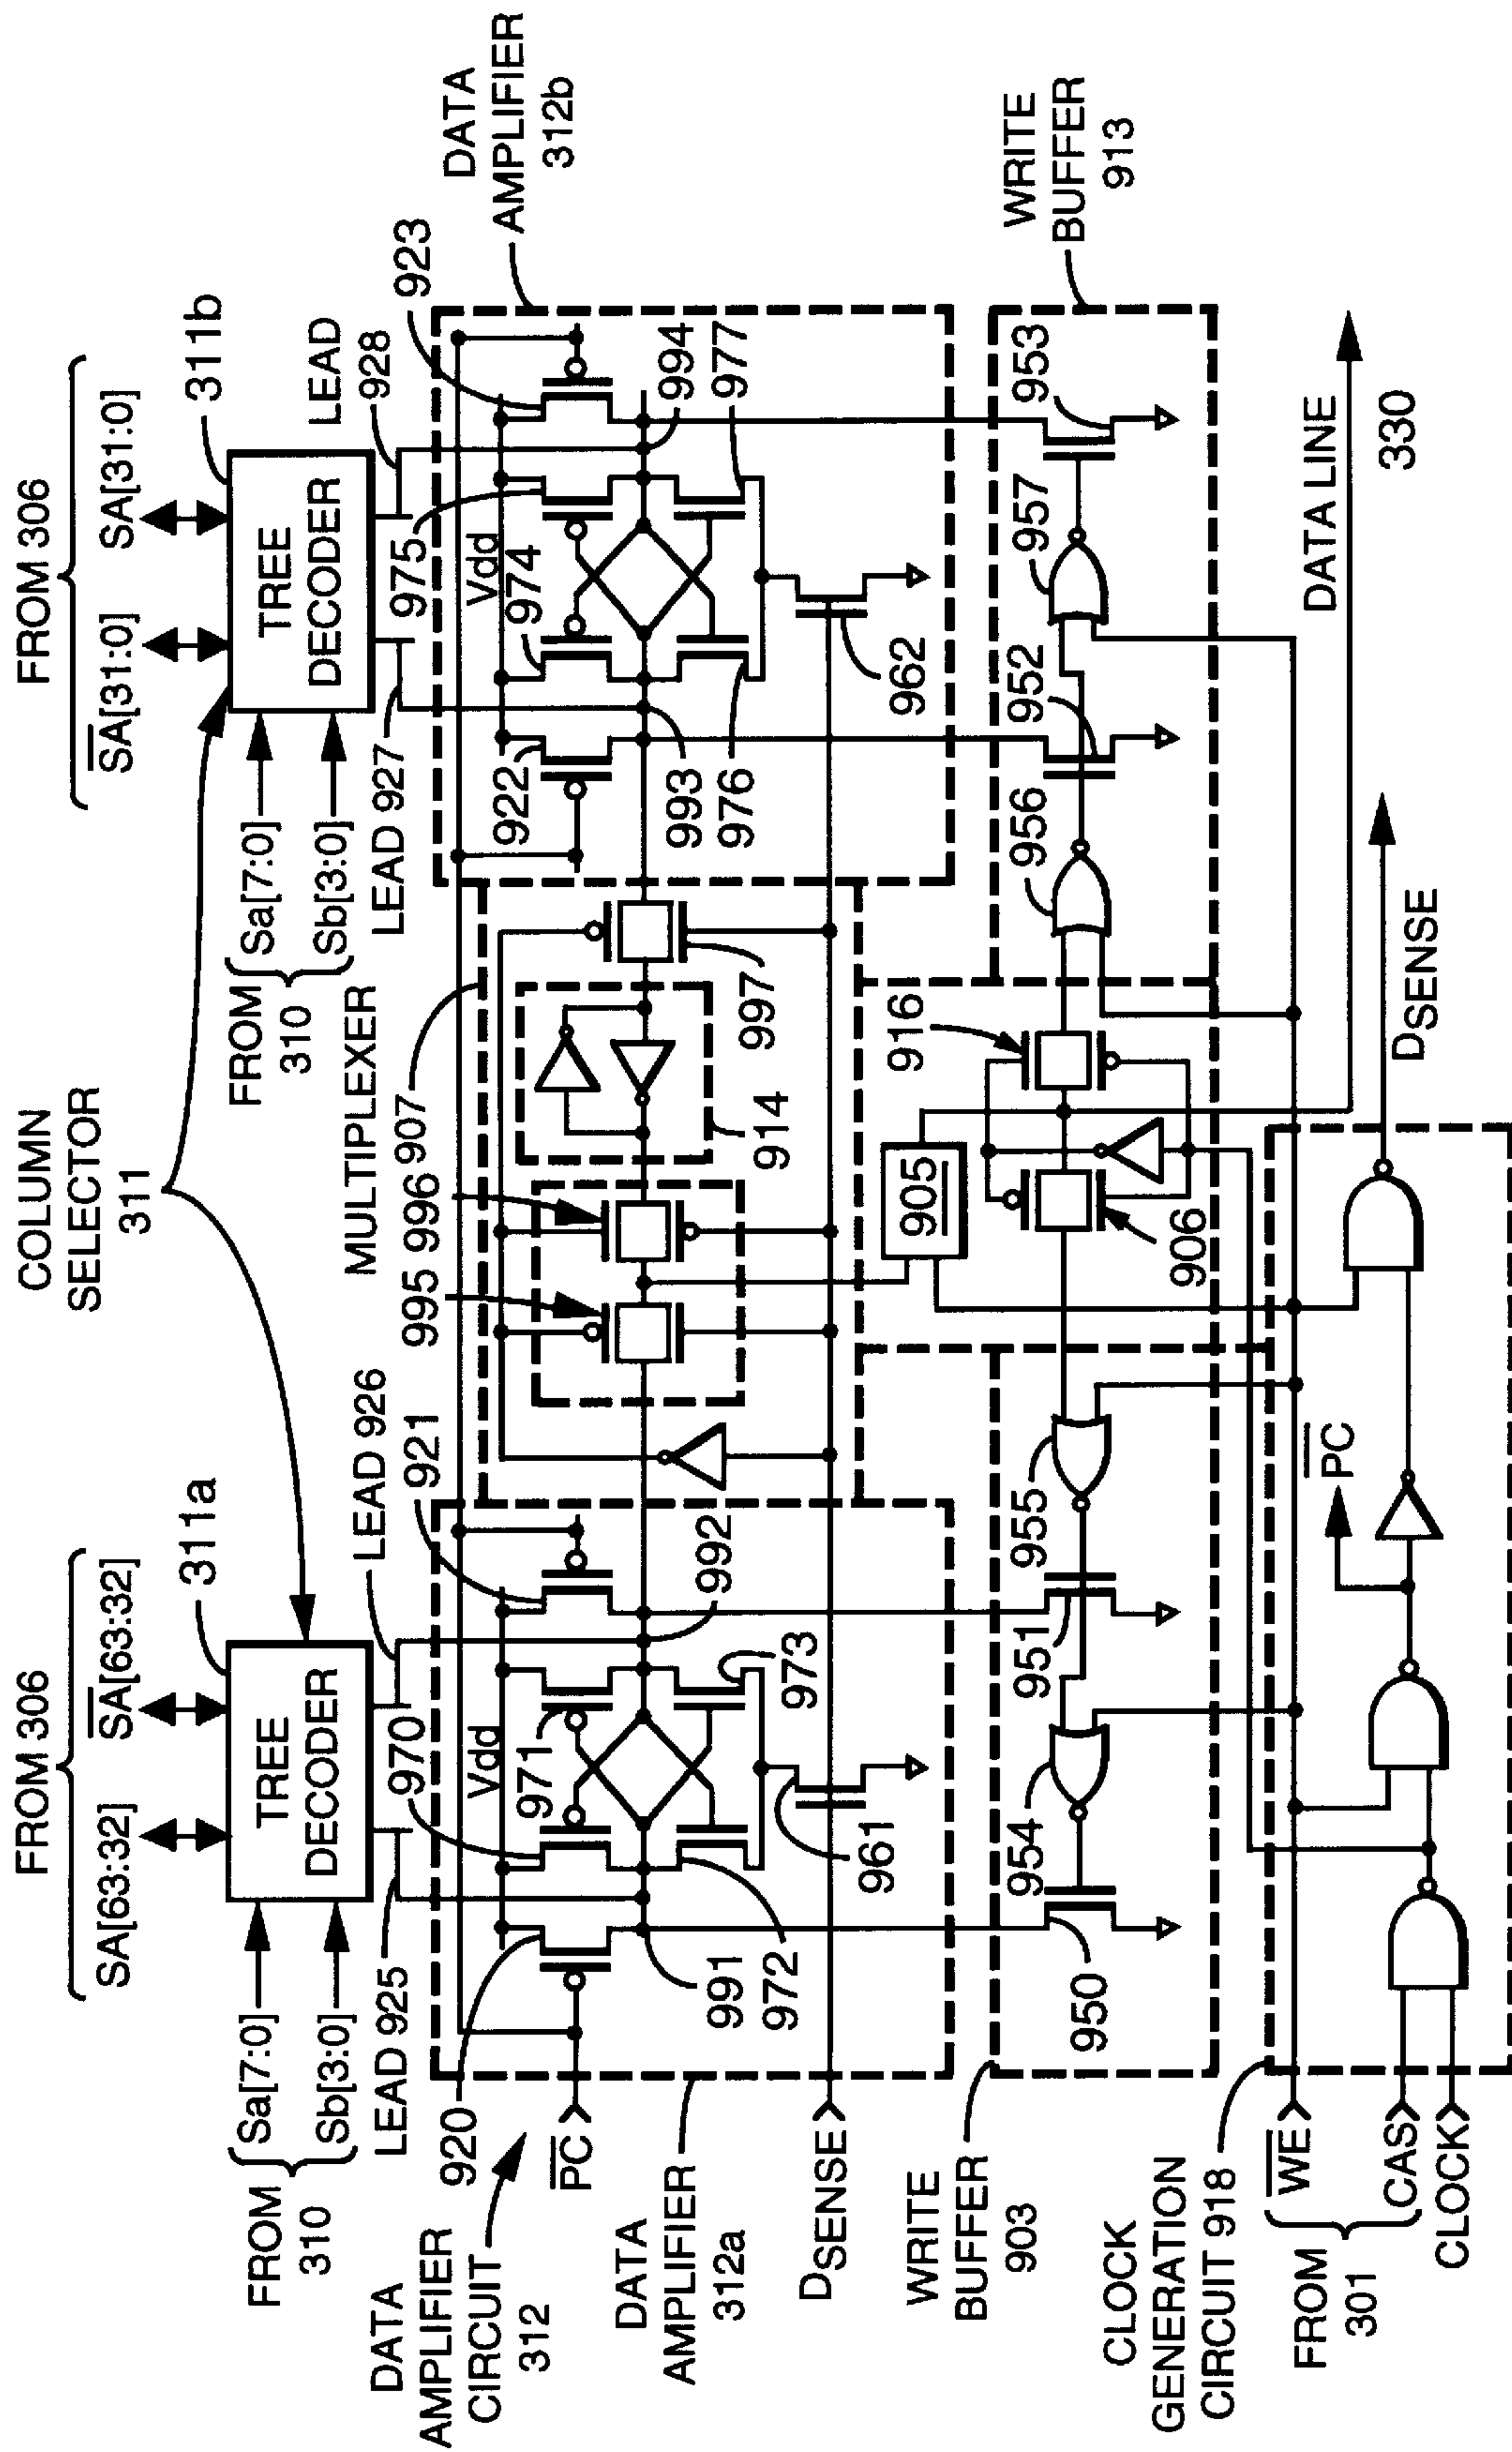 COLUMN
SELECTOR
311
FROM 306
SA[63:32]
S̅A̅[63:32]
311a
TREE
DECODER
Sa[7:0]
Sb[3:0]
FROM
310
LEAD 925
LEAD 926
FROM 306
S̅A̅[31:0]
SA[31:0]
311b
TREE
DECODER
Sa[7:0]
Sb[3:0]
FROM
310
LEAD 927
LEAD
928
DATA
AMPLIFIER
CIRCUIT
312
920
970
921
Vdd
971
P̅C̅
991
972
992
973
961
DATA
AMPLIFIER
312a
DSENSE
MULTIPLEXER
907
995
996
914
997
DATA
AMPLIFIER
312b
922
974
Vdd
975
923
993
976
994
977
962
WRITE
BUFFER
903
950
954
951
955
905
906
916
956
952
957
953
WRITE
BUFFER
913
CLOCK
GENERATION
CIRCUIT 918
W̅E̅
CAS
CLOCK
FROM
301
P̅C̅
DSENSE
DATA LINE
330